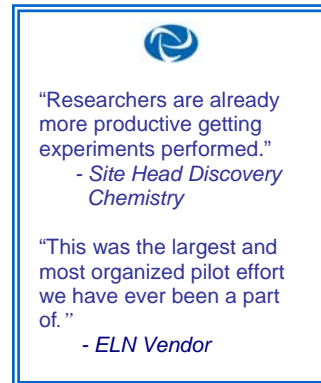 “Researchers are already
more productive getting
experiments performed.”
- Site Head Discovery
Chemistry
“This was the largest and
most organized pilot effort
we have ever been a part
of.”
- ELN Vendor